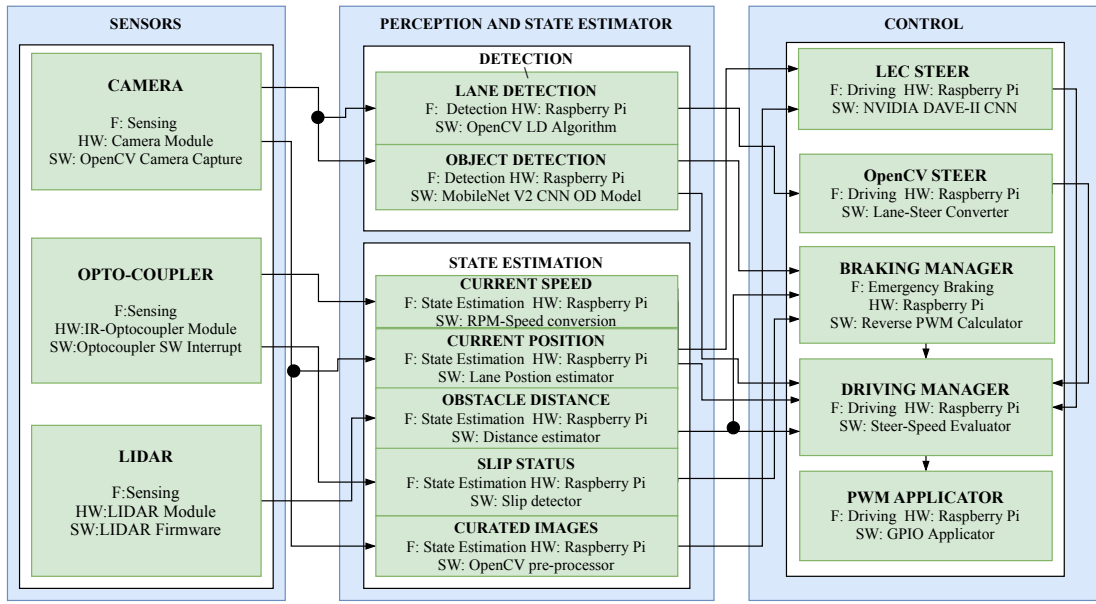 SENSORS
CAMERA
F: Sensing
HW: Camera Module
SW: OpenCV Camera Capture
OPTO-COUPLER
F:Sensing
HW:IR-Optocoupler Module
SW:Optocoupler SW Interrupt
LIDAR
F:Sensing
HW:LIDAR Module
SW:LIDAR Firmware
PERCEPTION AND STATE ESTIMATOR
DETECTION
LANE DETECTION
F: Detection HW: Raspberry Pi
SW: OpenCV LD Algorithm
OBJECT DETECTION
F: Detection HW: Raspberry Pi
SW: MobileNet V2 CNN OD Model
STATE ESTIMATION
CURRENT SPEED
F: State Estimation HW: Raspberry Pi
SW: RPM-Speed conversion
CURRENT POSITION
F: State Estimation HW: Raspberry Pi
SW: Lane Postion estimator
OBSTACLE DISTANCE
F: State Estimation HW: Raspberry Pi
SW: Distance estimator
SLIP STATUS
F: State Estimation HW: Raspberry Pi
SW: Slip detector
CURATED IMAGES
F: State Estimation HW: Raspberry Pi
SW: OpenCV pre-processor
CONTROL
LEC STEER
F: Driving HW: Raspberry Pi
SW: NVIDIA DAVE-II CNN
OpenCV STEER
F: Driving HW: Raspberry Pi
SW: Lane-Steer Converter
BRAKING MANAGER
F: Emergency Braking
HW: Raspberry Pi
SW: Reverse PWM Calculator
DRIVING MANAGER
F: Driving HW: Raspberry Pi
SW: Steer-Speed Evaluator
PWM APPLICATOR
F: Driving HW: Raspberry Pi
SW: GPIO Applicator